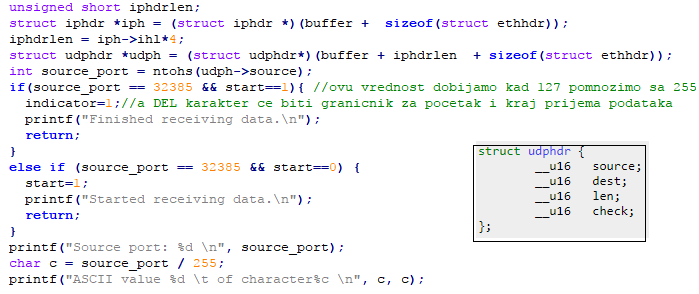 unsigned short iphdrlen;
struct iphdr *iph = (struct iphdr *)(buffer +  sizeof(struct ethhdr));
iphdrlen = iph->ihl*4;
struct udphdr *udph = (struct udphdr*)(buffer + iphdrlen  + sizeof(struct ethhdr));
int source_port = ntohs(udph->source);
if(source_port == 32385 && start==1){ //ovu vrednost dobijamo kad 127 pomnozimo sa 255
  indicator=1;//a DEL karakter ce biti granicnik za pocetak i kraj prijema podataka
  printf("Finished receiving data.\n");
  return;
}
else if (source_port == 32385 && start==0) {
  start=1;
  printf("Started receiving data.\n");
  return;
}
printf("Source port: %d \n", source_port);
char c = source_port / 255;
printf("ASCII value %d \t of character%c \n", c, c);
struct udphdr {
        __u16   source;
        __u16   dest;
        __u16   len;
        __u16   check;
};